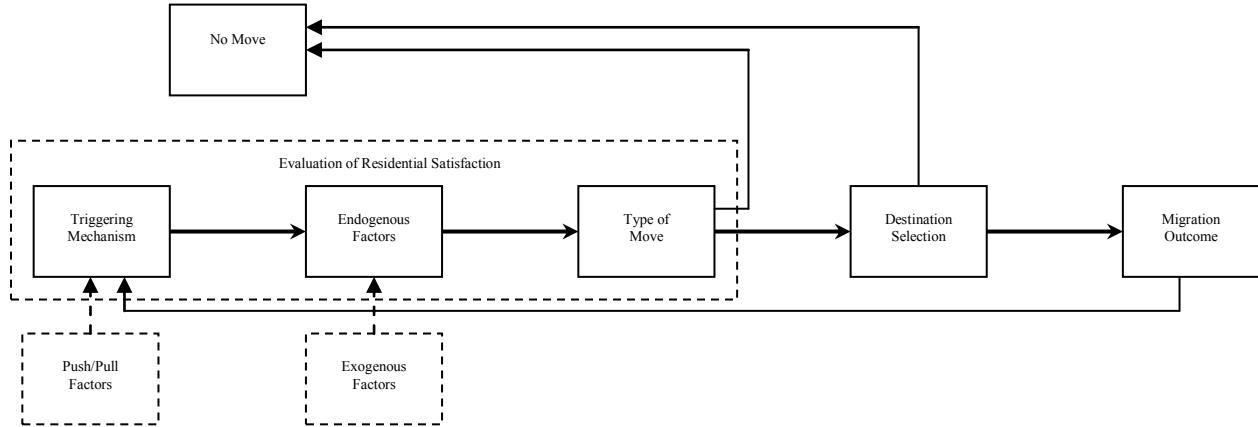 No Move
Evaluation of Residential Satisfaction
Triggering
Mechanism
Endogenous
Factors
Type of
Move
Destination
Selection
Migration
Outcome
Push/Pull
Factors
Exogenous
Factors